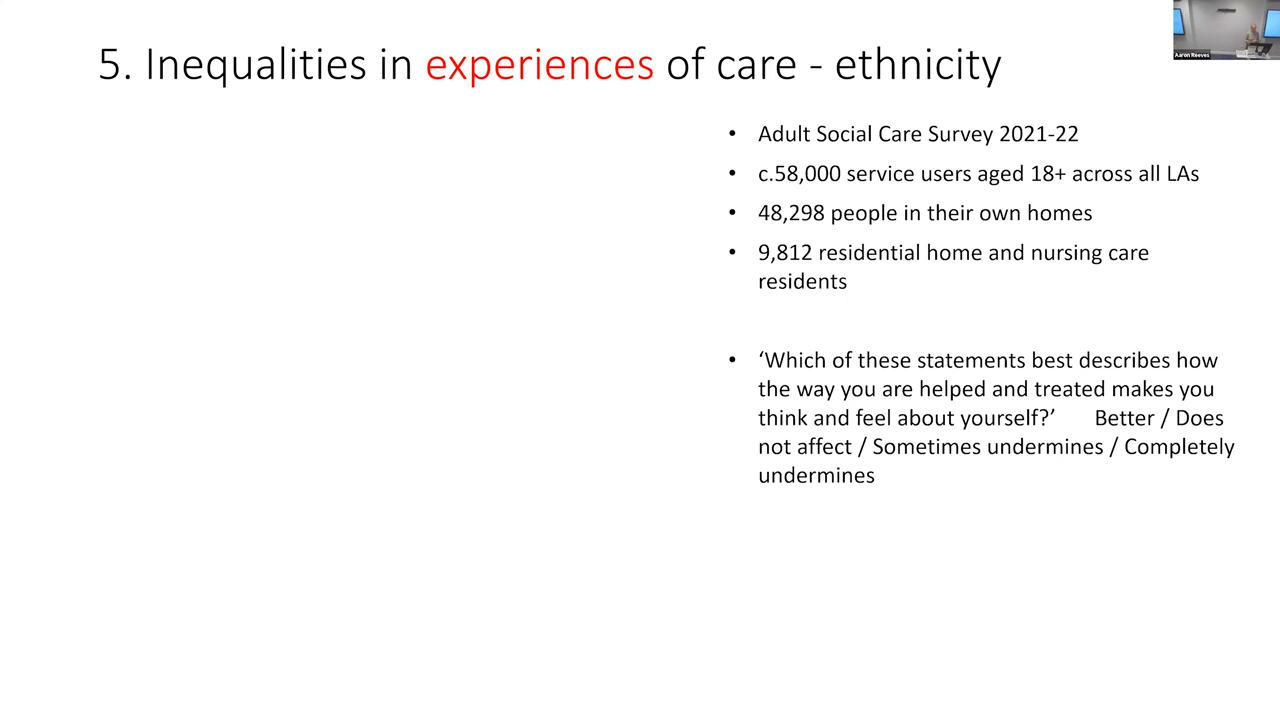 5. Inequalities in experiences of care - ethnicity
Aaron Reeves
• Adult Social Care Survey 2021-22
• c.58,000 service users aged 18+ across all LAs
• 48,298 people in their own homes
• 9,812 residential home and nursing care
residents
• ‘Which of these statements best describes how
the way you are helped and treated makes you
think and feel about yourself?’ Better / Does
not affect / Sometimes undermines / Completely
undermines